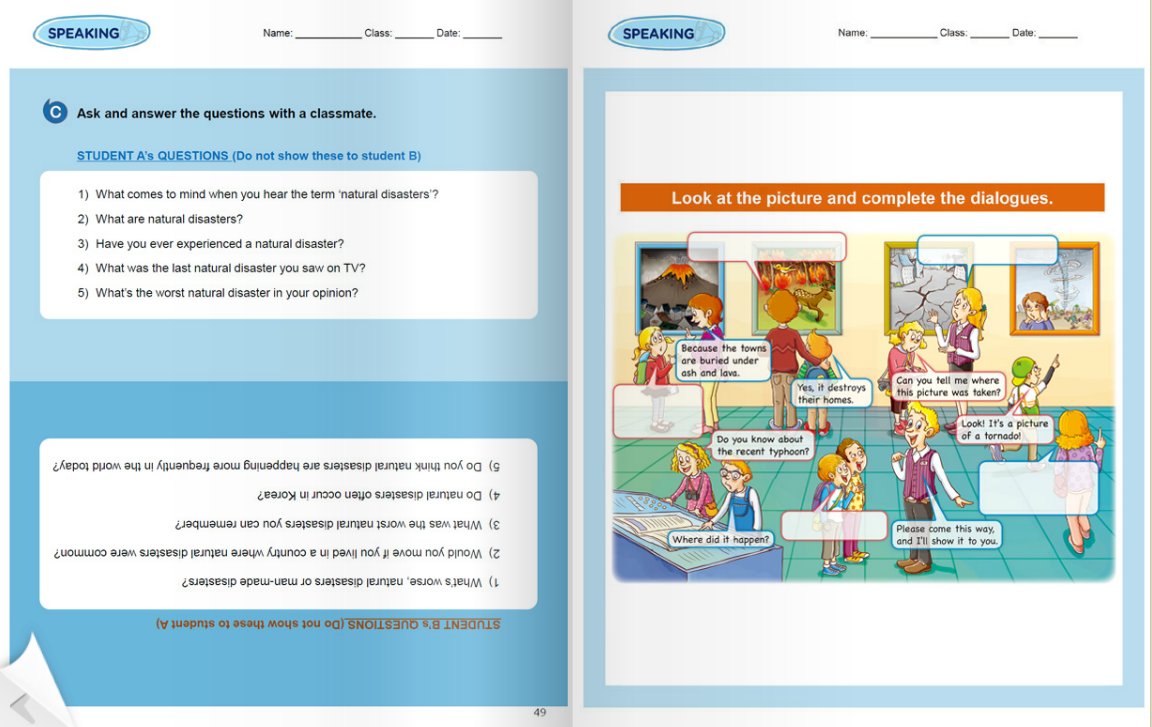 SPEAKING
Name: ____________ Class: _______ Date: _______
C Ask and answer the questions with a classmate.
STUDENT A's QUESTIONS (Do not show these to student B)
1) What comes to mind when you hear the term 'natural disasters'?
2) What are natural disasters?
3) Have you ever experienced a natural disaster?
4) What was the last natural disaster you saw on TV?
5) What's the worst natural disaster in your opinion?
STUDENT B's QUESTIONS (Do not show these to student A)
1) What's worse, natural disasters or man-made disasters?
2) Would you move if you lived in a country where natural disasters were common?
3) What was the worst natural disasters you can remember?
4) Do natural disasters often occur in Korea?
5) Do you think natural disasters are happening more frequently in the world today?
49
SPEAKING
Name: ____________ Class: _______ Date: _______
Look at the picture and complete the dialogues.
Because the towns
are buried under
ash and lava.
Yes, it destroys
their homes.
Can you tell me where
this picture was taken?
Look! It's a picture
of a tornado!
Do you know about
the recent typhoon?
Where did it happen?
Please come this way,
and I'll show it to you.